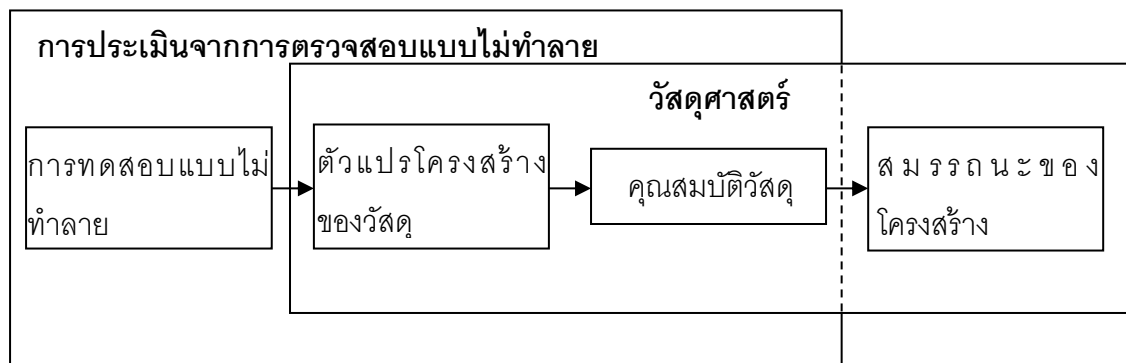 การประเมินจากการตรวจสอบแบบไม่ทำลาย
วัสดุศาสตร์
การทดสอบแบบไม่
ทำลาย
ตัวแปรโครงสร้าง
ของวัสดุ
คุณสมบัติวัสดุ
สมรรถนะของ
โครงสร้าง